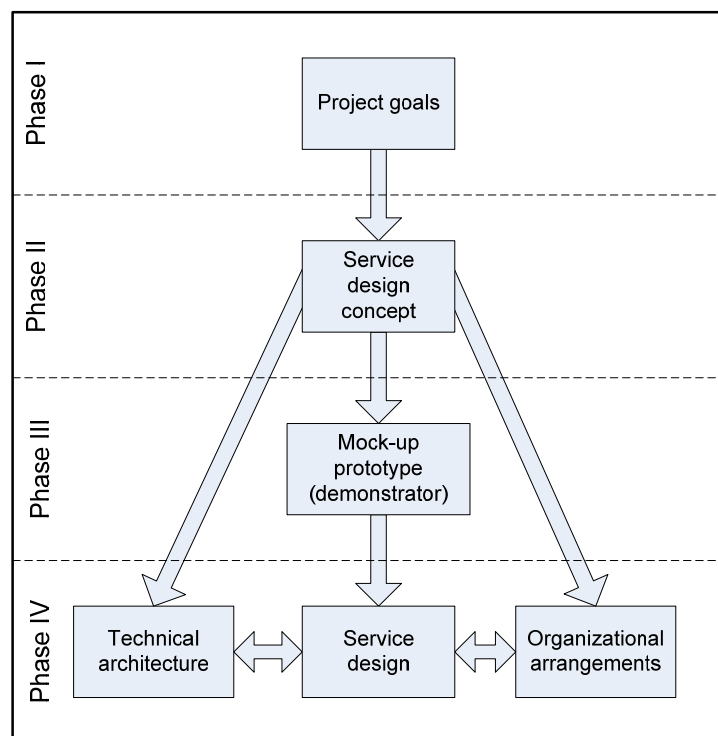 Phase I
Project goals
Phase II
Service
design
concept
Phase III
Mock-up
prototype
(demonstrator)
Phase IV
Technical
architecture
Service
design
Organizational
arrangements